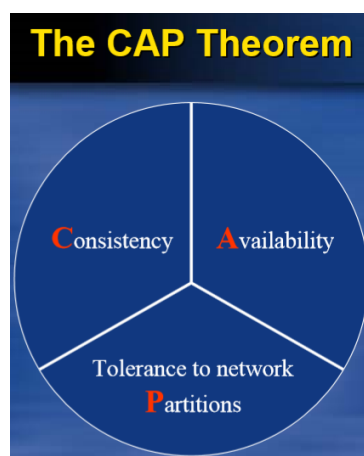 The CAP Theorem
Consistency
Availability
Tolerance to network
Partitions